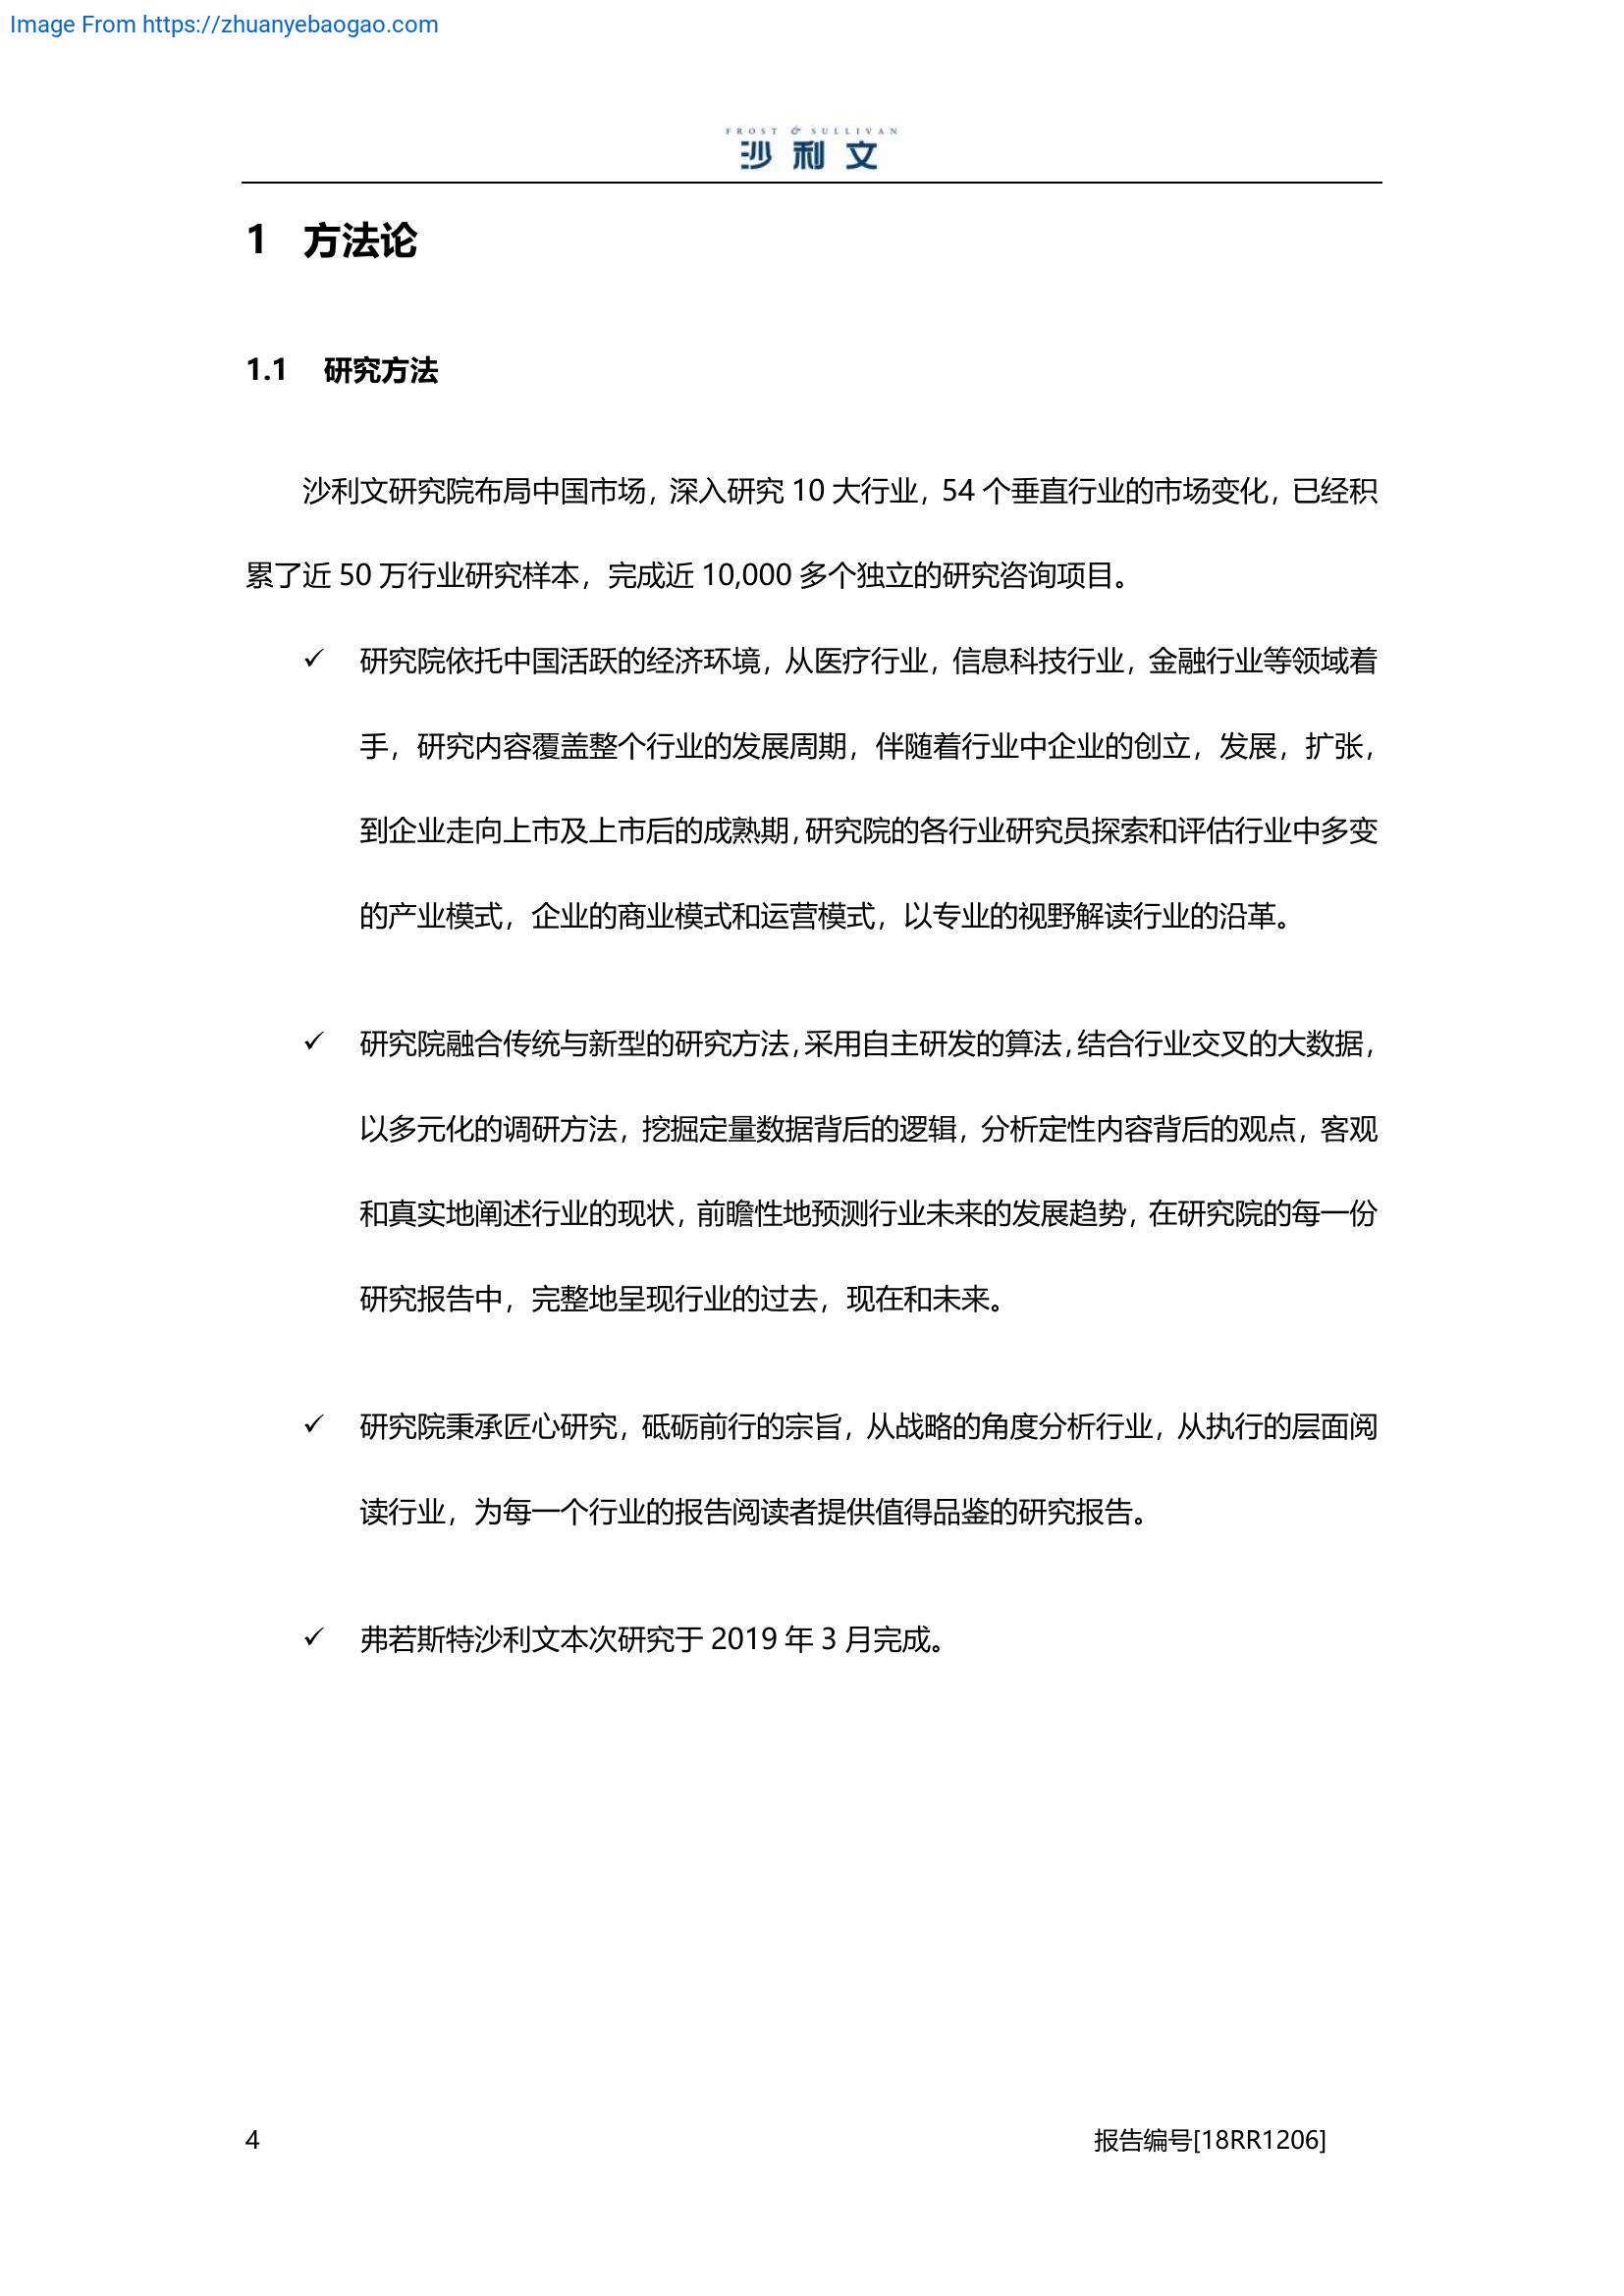 Image From https://zhuanyebaogao.com
FROST & SULLIVAN
沙利文
1 方法论
1.1 研究方法
沙利文研究院布局中国市场，深入研究 10 大行业，54 个垂直行业的市场变化，已经积
累了近 50 万行业研究样本，完成近 10,000 多个独立的研究咨询项目。
✓ 研究院依托中国活跃的经济环境，从医疗行业，信息科技行业，金融行业等领域着
手，研究内容覆盖整个行业的发展周期，伴随着行业中企业的创立，发展，扩张，
到企业走向上市及上市后的成熟期，研究院的各行业研究员探索和评估行业中多变
的产业模式，企业的商业模式和运营模式，以专业的视野解读行业的沿革。
✓ 研究院融合传统与新型的研究方法，采用自主研发的算法，结合行业交叉的大数据，
以多元化的调研方法，挖掘定量数据背后的逻辑，分析定性内容背后的观点，客观
和真实地阐述行业的现状，前瞻性地预测行业未来的发展趋势，在研究院的每一份
研究报告中，完整地呈现行业的过去，现在和未来。
✓ 研究院秉承匠心研究，砥砺前行的宗旨，从战略的角度分析行业，从执行的层面阅
读行业，为每一个行业的报告阅读者提供值得品鉴的研究报告。
✓ 弗若斯特沙利文本次研究于 2019 年 3 月完成。
4 报告编号[18RR1206]